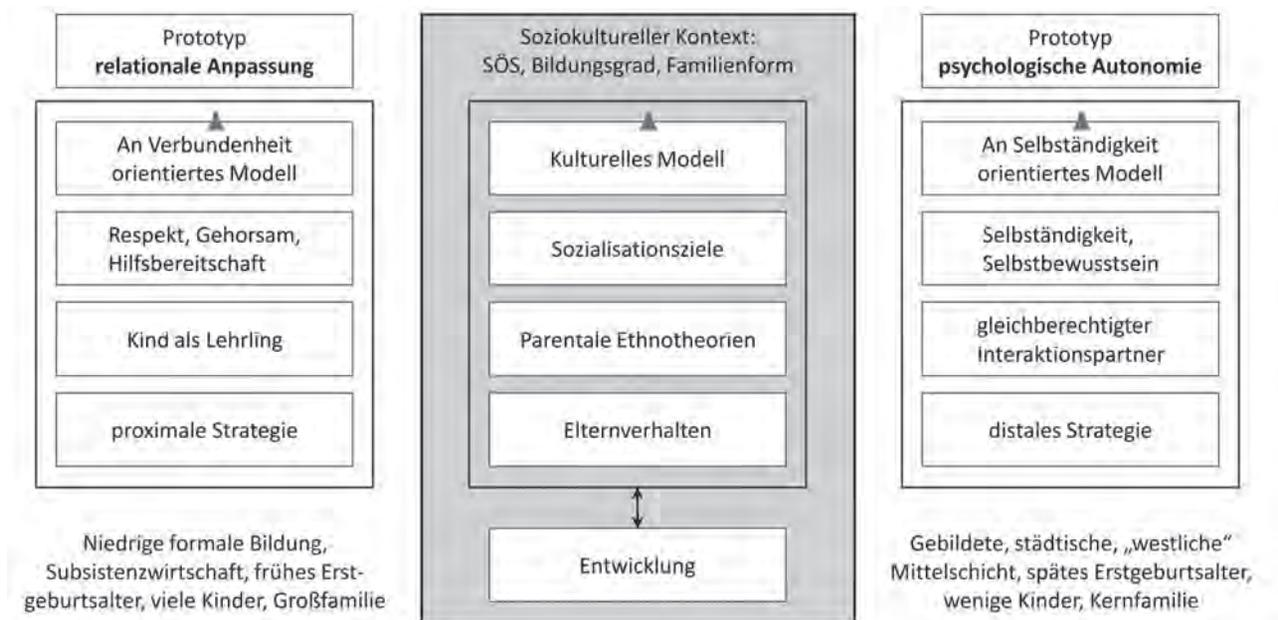 Prototyp
relationale Anpassung
An Verbundenheit
orientiertes Modell
Respekt, Gehorsam,
Hilfsbereitschaft
Kind als Lehrling
proximale Strategie
Niedrige formale Bildung,
Subsistenzwirtschaft, frühes Erst-
geburtsalter, viele Kinder, Großfamilie
Soziokultureller Kontext:
SÖS, Bildungsgrad, Familienform
Kulturelles Modell
Sozialisationsziele
Parentale Ethnotheorien
Elternverhalten
Entwicklung
Prototyp
psychologische Autonomie
An Selbständigkeit
orientiertes Modell
Selbständigkeit,
Selbstbewusstsein
gleichberechtigter
Interaktionspartner
distales Strategie
Gebildete, städtische, „westliche“
Mittelschicht, spätes Erstgeburtsalter,
wenige Kinder, Kernfamilie